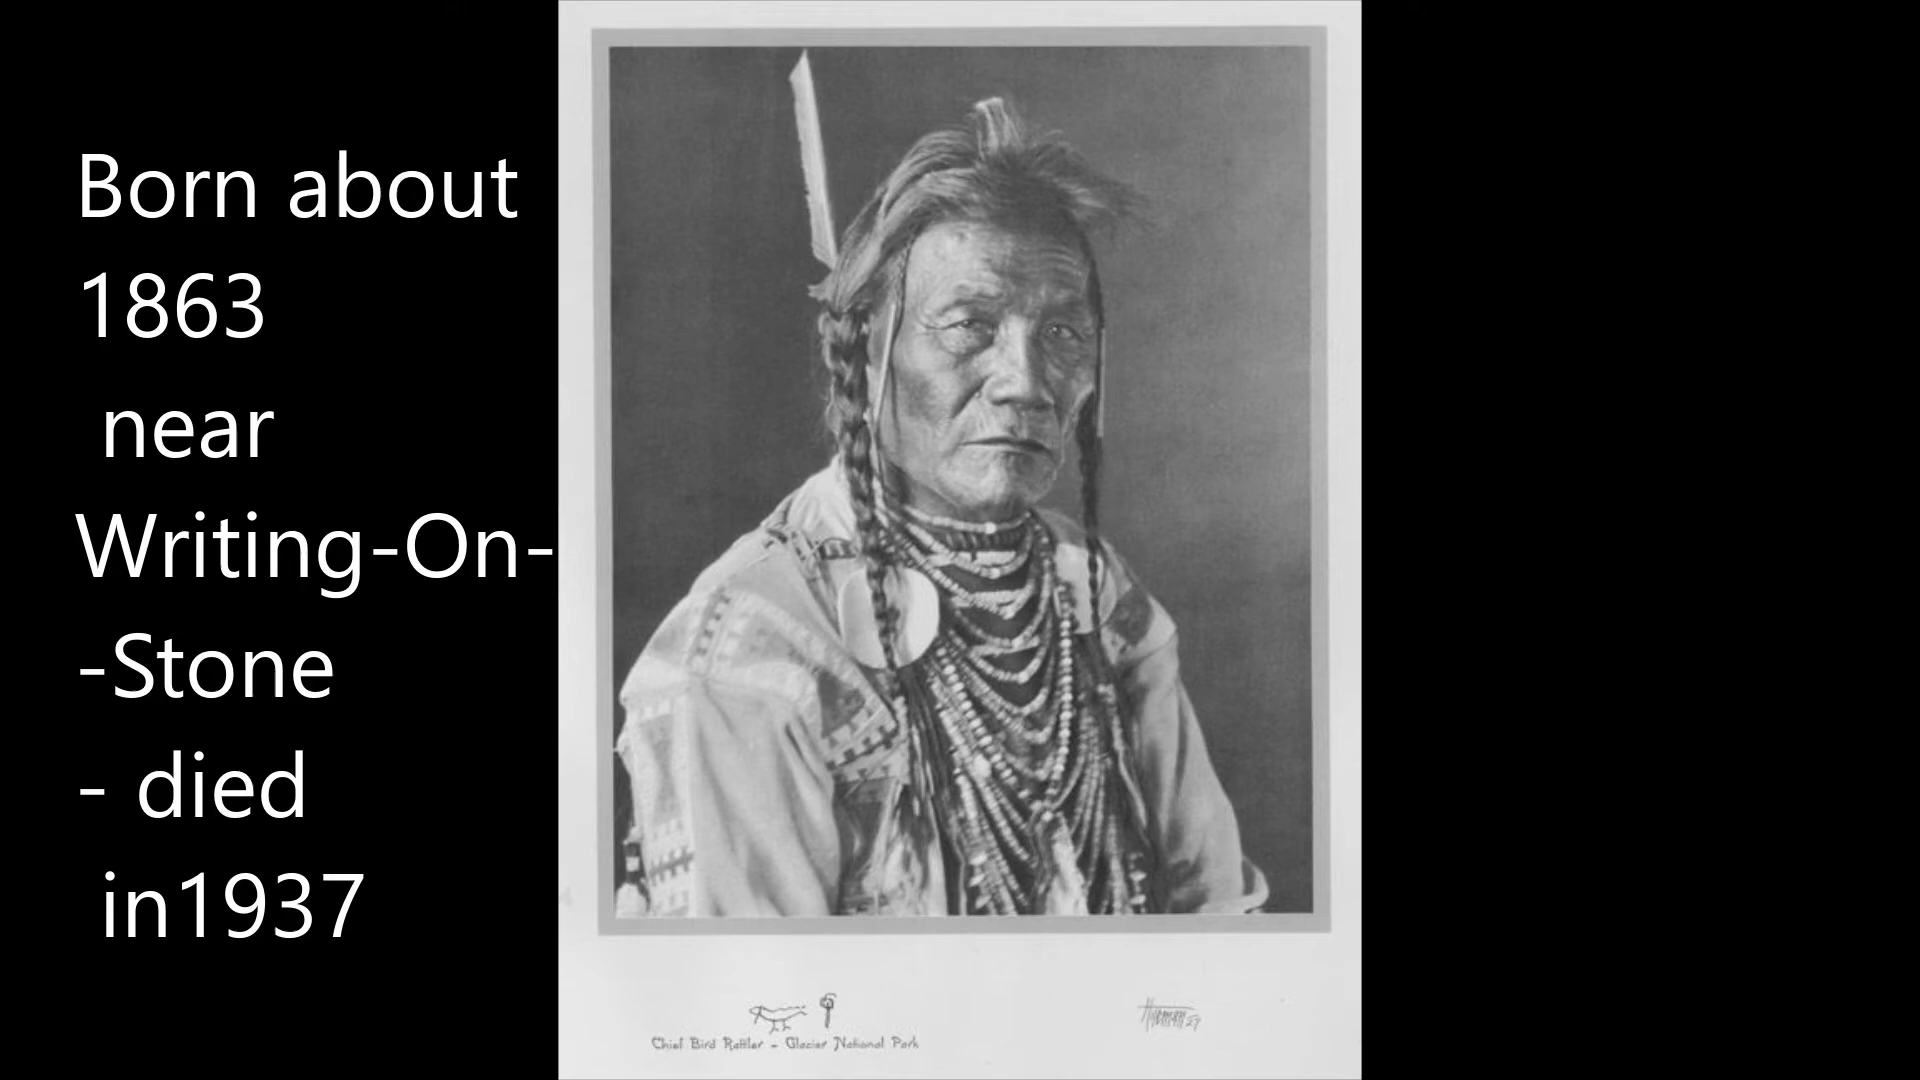 Born about
1863
near
Writing-On-
-Stone
- died
in1937
Chief Bird Rattler - Glacier National Park